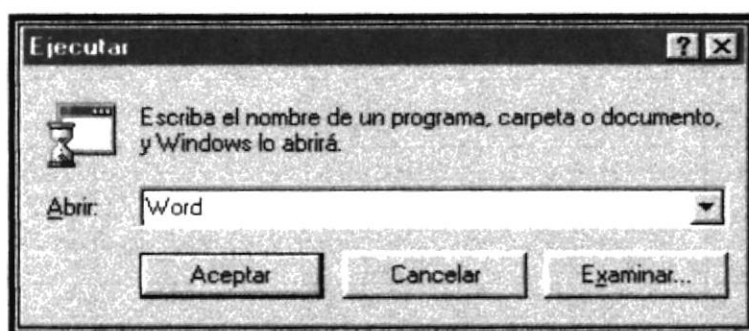 Ejecutar
Escriba el nombre de un programa, carpeta o documento,
y Windows lo abrirá.
Abrir:
Word
Aceptar
Cancelar
Examinar...